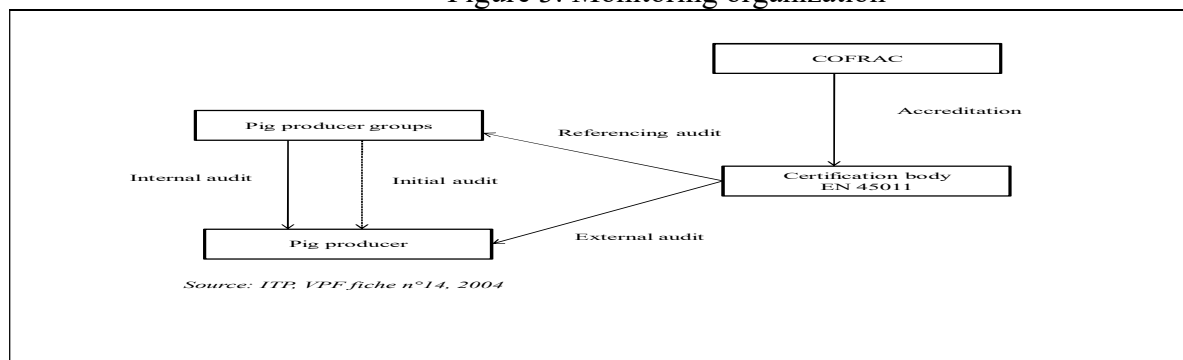 Figure 3: Monitoring organization
COFRAC
Accreditation
Pig producer groups
Referencing audit
Internal audit
Initial audit
Certification body
EN 45011
External audit
Pig producer
Source: ITP, VPF fiche n°14, 2004